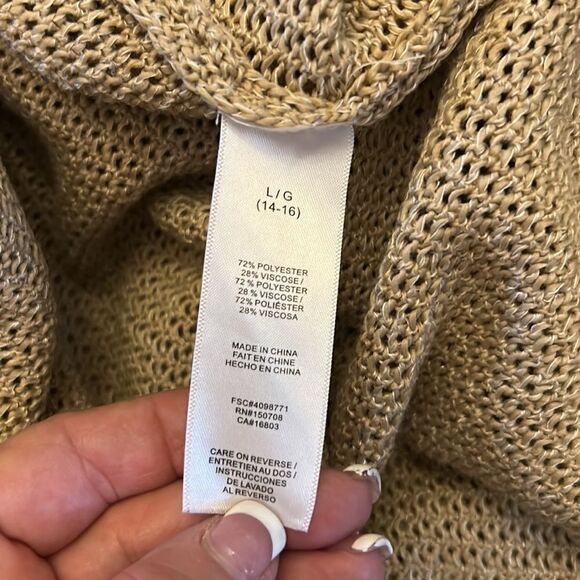 L / G
(14-16)
72% POLYESTER
28% VISCOSE /
72 % POLYESTER
28 % VISCOSE /
72% POLIÉSTER
28% VISCOSA
MADE IN CHINA
FAIT EN CHINE
HECHO EN CHINA
FSC#4098771
RN#150708
CA#16803
CARE ON REVERSE /
ENTRETIEN AU DOS /
INSTRUCCIONES
DE LAVADO
AL REVERSO